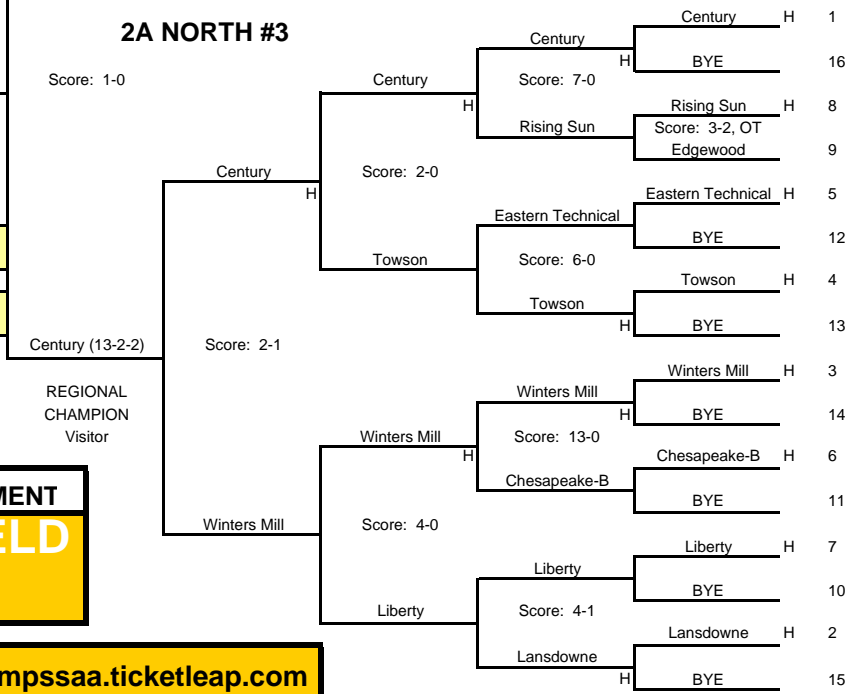 2A NORTH #3
Century H 1
Century
H BYE 16
Score: 1-0
Century
Score: 7-0
H
Rising Sun H 8
Rising Sun
Score: 3-2, OT
Edgewood 9
Century
H
Score: 2-0
Eastern Technical H 5
Eastern Technical
BYE 12
Towson
Score: 6-0
Towson H 4
Towson
H BYE 13
Century (13-2-2)
Score: 2-1
REGIONAL
CHAMPION
Visitor
Winters Mill H 3
Winters Mill
H BYE 14
Winters Mill
H
Score: 13-0
Chesapeake-B H 6
Chesapeake-B
BYE 11
MENT
ELD
Winters Mill
Score: 4-0
Liberty H 7
Liberty
BYE 10
Liberty
Score: 4-1
Lansdowne H 2
Lansdowne
H BYE 15
mpssaa.ticketleap.com